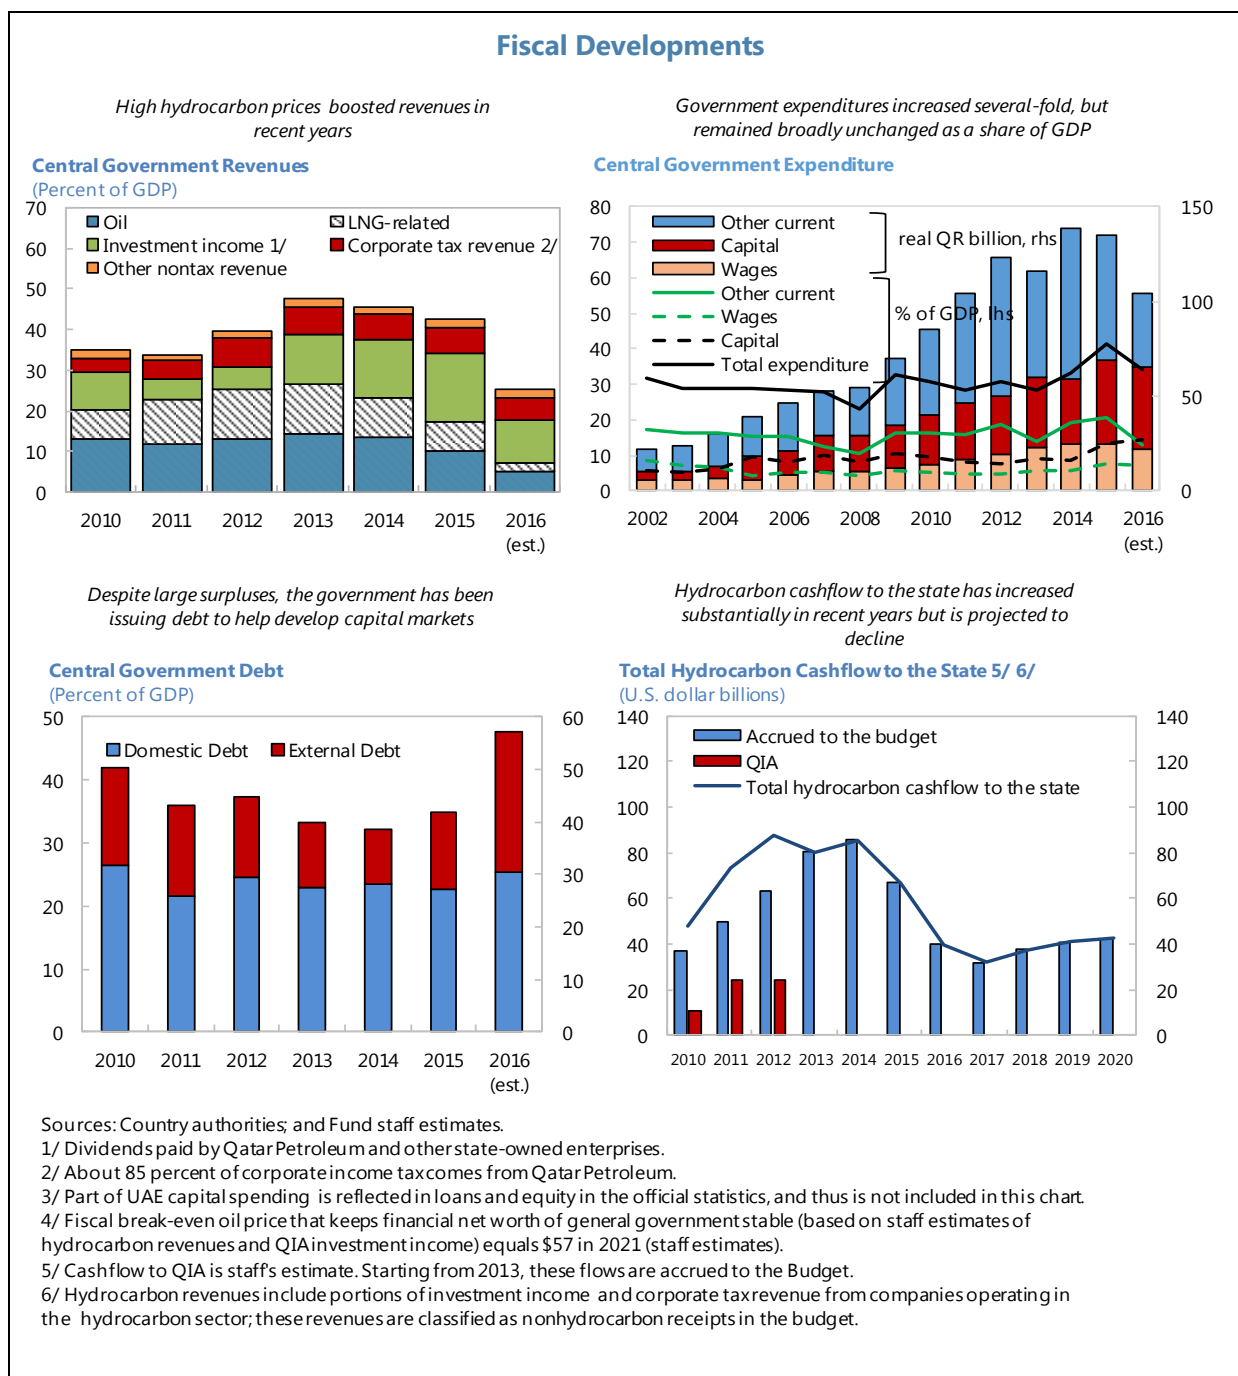 Fiscal Developments
High hydrocarbon prices boosted revenues in
recent years
Central Government Revenues
(Percent of GDP)
70
60
50
40
30
20
10
0
Oil
LNG-related
Investment income 1/
Corporate tax revenue 2/
Other nontax revenue
2010 2011 2012 2013 2014 2015 2016
(est.)
Government expenditures increased several-fold, but
remained broadly unchanged as a share of GDP
Central Government Expenditure
80
70
60
50
40
30
20
10
0
150
100
50
0
Other current
Capital
Wages
real QR billion, rhs
Other current
Wages
Capital
Total expenditure
% of GDP, lhs
2002 2004 2006 2008 2010 2012 2014 2016
(est.)
Despite large surpluses, the government has been
issuing debt to help develop capital markets
Central Government Debt
(Percent of GDP)
50
40
30
20
10
0
60
50
40
30
20
10
0
Domestic Debt
External Debt
2010 2011 2012 2013 2014 2015 2016
(est.)
Hydrocarbon cashflow to the state has increased
substantially in recent years but is projected to
decline
Total Hydrocarbon Cashflow to the State 5/ 6/
(U.S. dollar billions)
140
120
100
80
60
40
20
0
140
120
100
80
60
40
20
0
Accrued to the budget
QIA
Total hydrocarbon cashflow to the state
2010 2011 2012 2013 2014 2015 2016 2017 2018 2019 2020
Sources: Country authorities; and Fund staff estimates.
1/ Dividends paid by Qatar Petroleum and other state-owned enterprises.
2/ About 85 percent of corporate income tax comes from Qatar Petroleum.
3/ Part of UAE capital spending is reflected in loans and equity in the official statistics, and thus is not included in this chart.
4/ Fiscal break-even oil price that keeps financial net worth of general government stable (based on staff estimates of
hydrocarbon revenues and QIA investment income) equals $57 in 2021 (staff estimates).
5/ Cashflow to QIA is staff's estimate. Starting from 2013, these flows are accrued to the Budget.
6/ Hydrocarbon revenues include portions of investment income and corporate tax revenue from companies operating in
the hydrocarbon sector; these revenues are classified as nonhydrocarbon receipts in the budget.